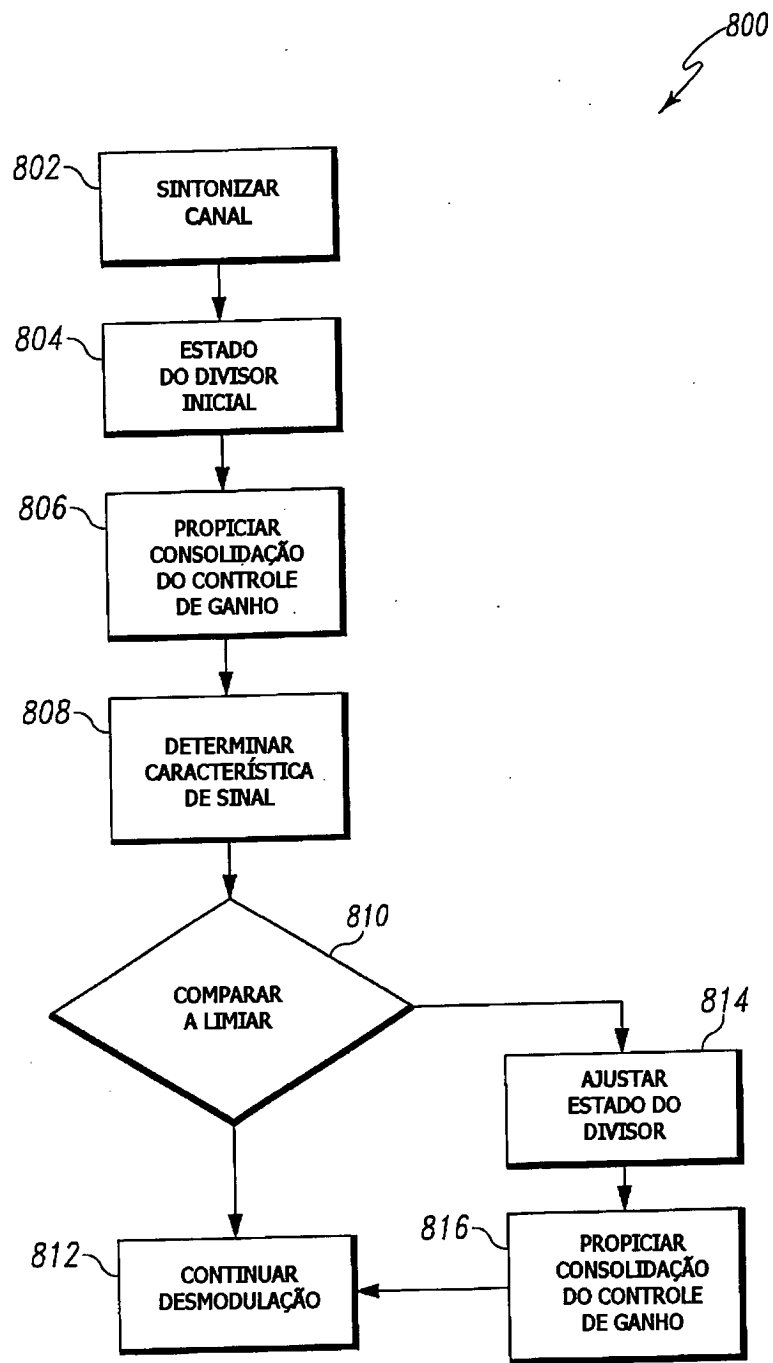 800
802
SINTONIZAR
CANAL
804
ESTADO
DO DIVISOR
INICIAL
806
PROPICIAR
CONSOLIDAÇÃO
DO CONTROLE
DE GANHO
808
DETERMINAR
CARACTERÍSTICA
DE SINAL
810
COMPARAR
A LIMIAR
814
AJUSTAR
ESTADO DO
DIVISOR
816
PROPICIAR
CONSOLIDAÇÃO
DO CONTROLE
DE GANHO
812
CONTINUAR
DESMODULAÇÃO